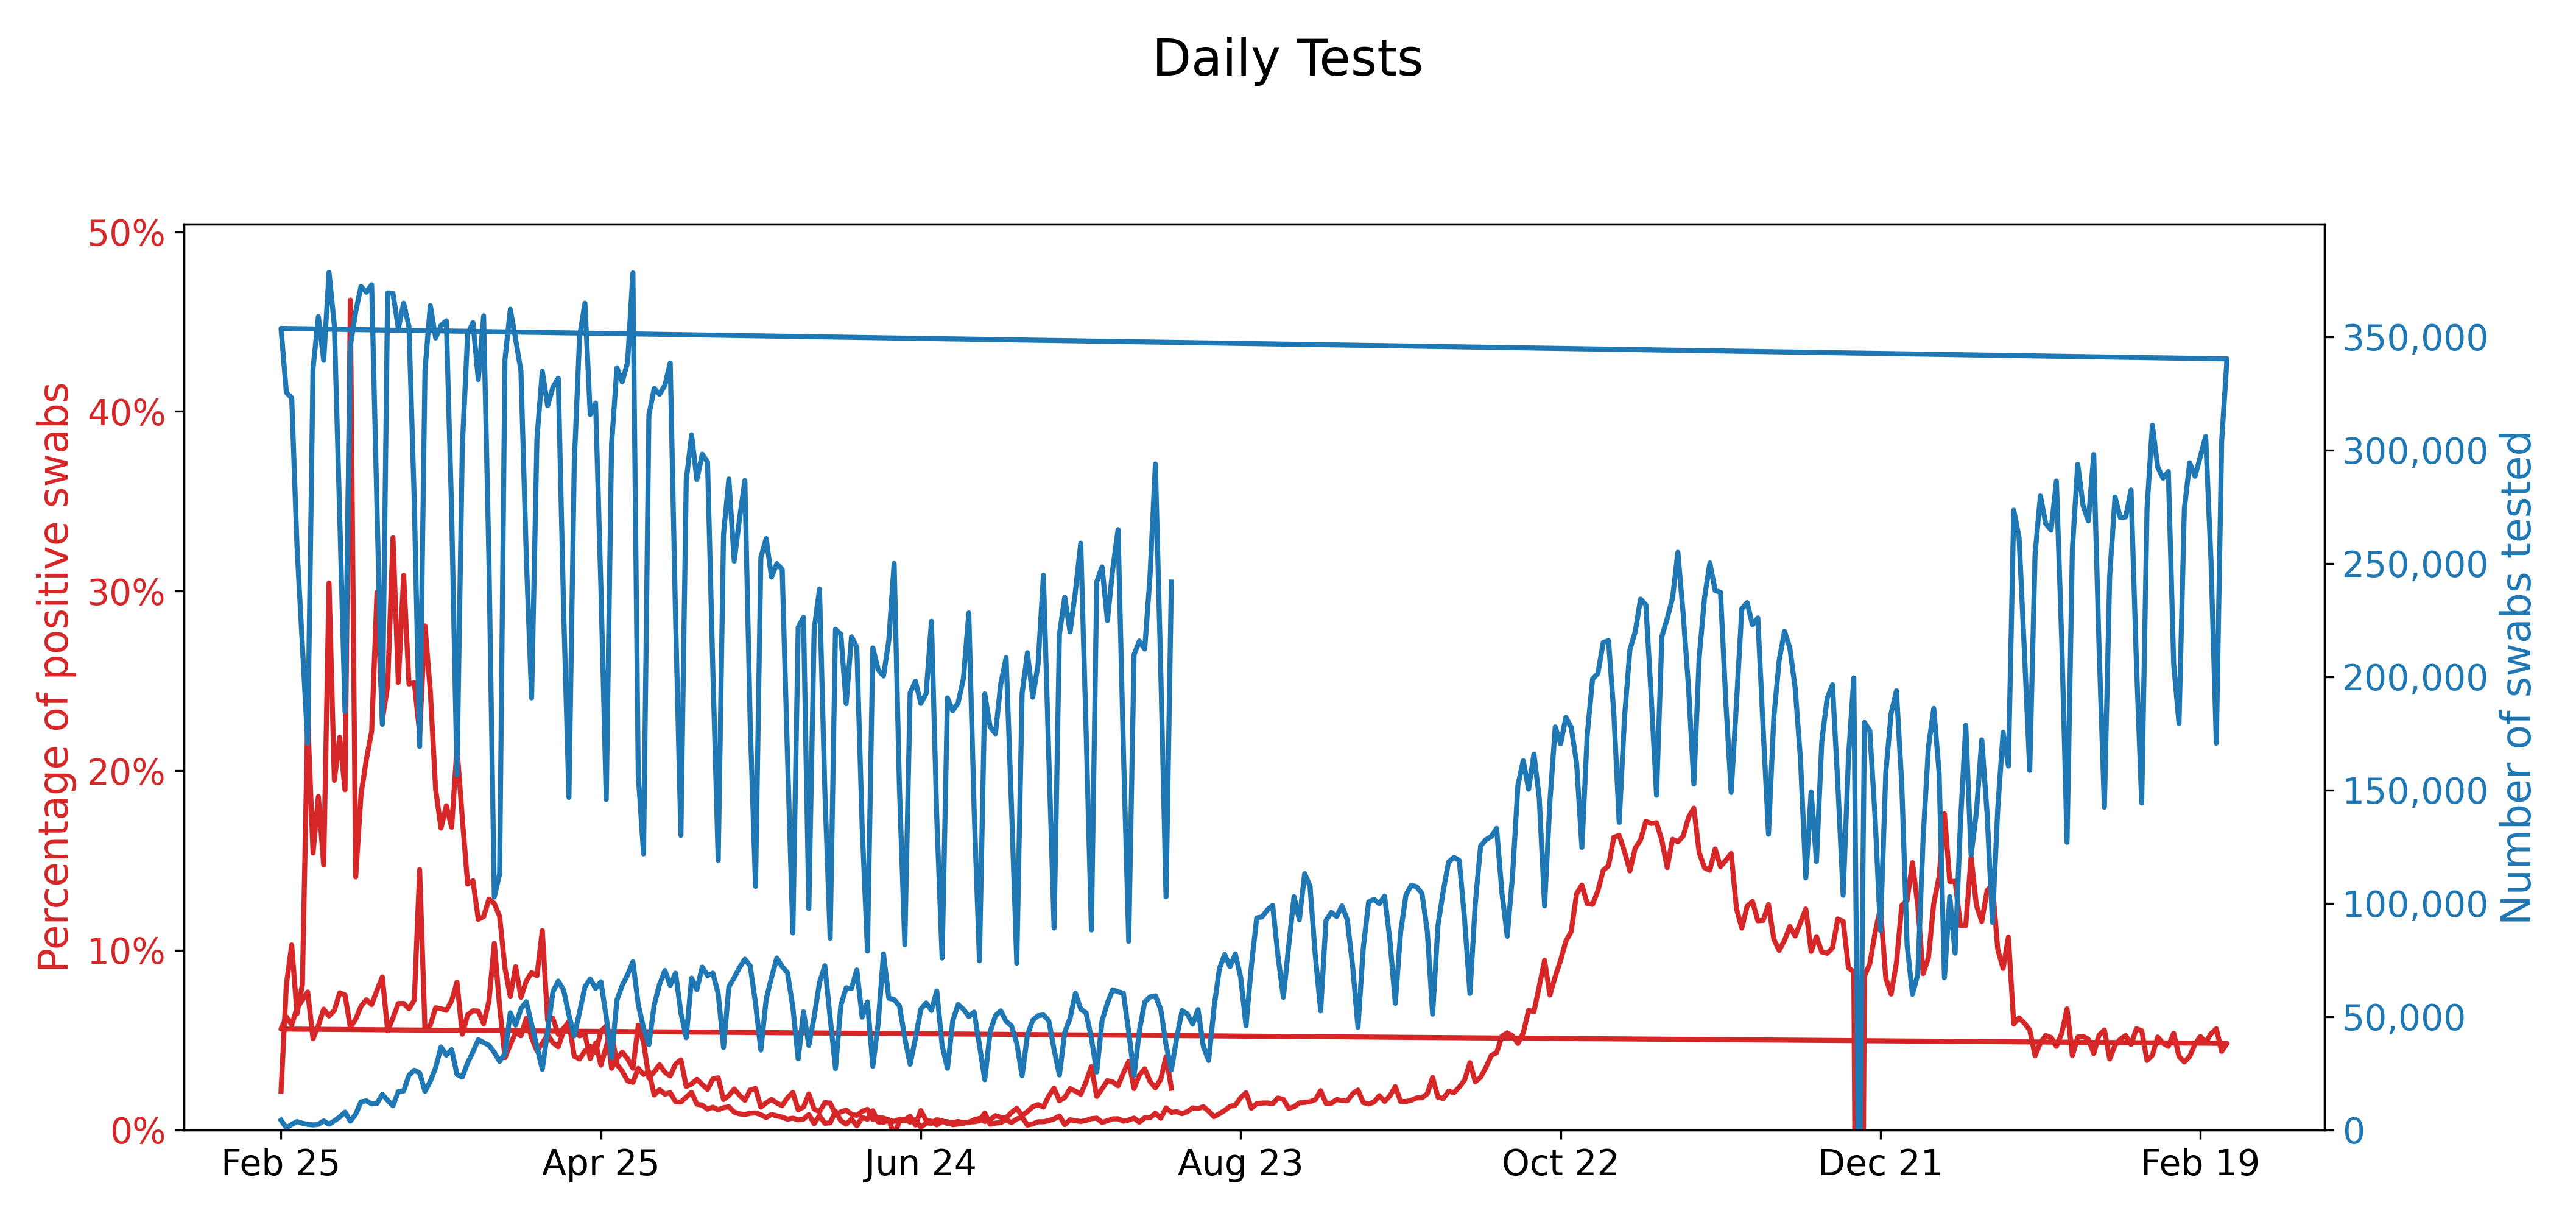 Daily Tests
50%
40%
30%
20%
10%
0%
Percentage of positive swabs
350,000
300,000
250,000
200,000
150,000
100,000
50,000
0
Number of swabs tested
Feb 25
Apr 25
Jun 24
Aug 23
Oct 22
Dec 21
Feb 19